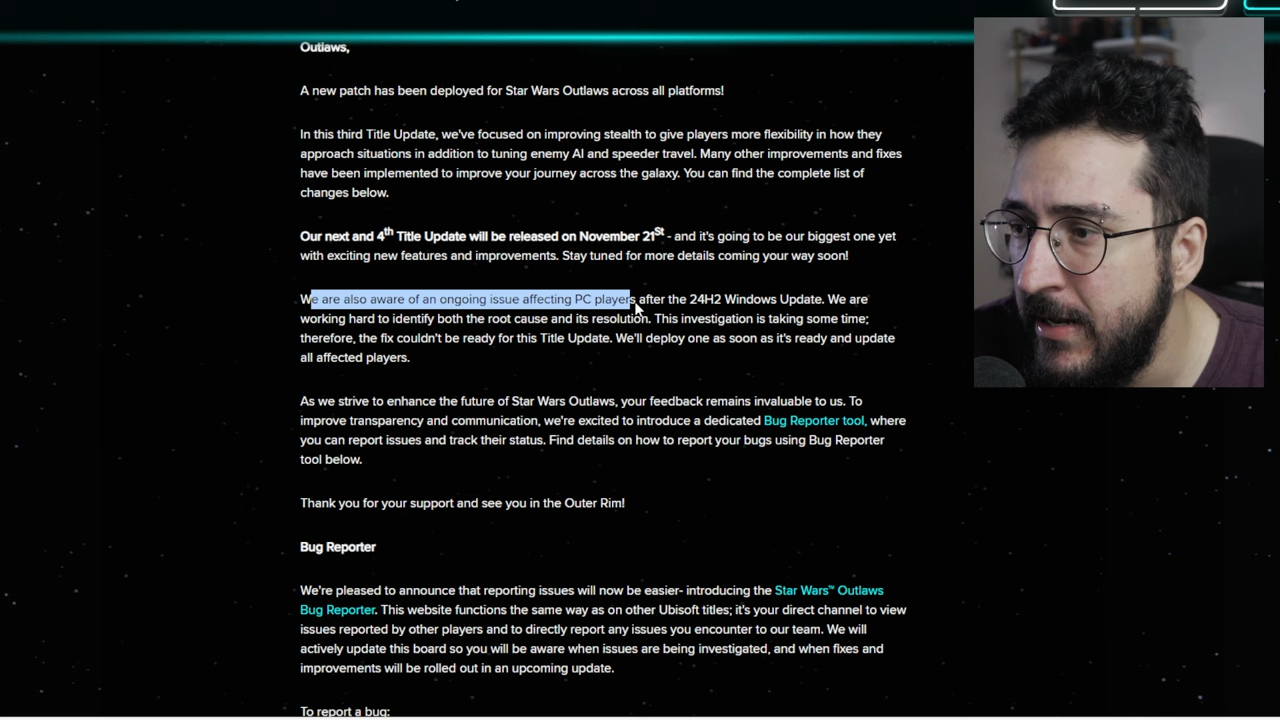 Outlaws,
A new patch has been deployed for Star Wars Outlaws across all platforms!
In this third Title Update, we've focused on improving stealth to give players more flexibility in how they
approach situations in addition to tuning enemy AI and speeder travel. Many other improvements and fixes
have been implemented to improve your journey across the galaxy. You can find the complete list of
changes below.
Our next and 4th Title Update will be released on November 21St - and it's going to be our biggest one yet
with exciting new features and improvements. Stay tuned for more details coming your way soon!
We are also aware of an ongoing issue affecting PC players after the 24H2 Windows Update. We are
working hard to identify both the root cause and its resolution. This investigation is taking some time;
therefore, the fix couldn't be ready for this Title Update. We'll deploy one as soon as it's ready and update
all affected players.
As we strive to enhance the future of Star Wars Outlaws, your feedback remains invaluable to us. To
improve transparency and communication, we're excited to introduce a dedicated Bug Reporter tool, where
you can report issues and track their status. Find details on how to report your bugs using Bug Reporter
tool below.
Thank you for your support and see you in the Outer Rim!
Bug Reporter
We're pleased to announce that reporting issues will now be easier- introducing the Star Wars™ Outlaws
Bug Reporter. This website functions the same way as on other Ubisoft titles; it's your direct channel to view
issues reported by other players and to directly report any issues you encounter to our team. We will
actively update this board so you will be aware when issues are being investigated, and when fixes and
improvements will be rolled out in an upcoming update.
To report a bug: